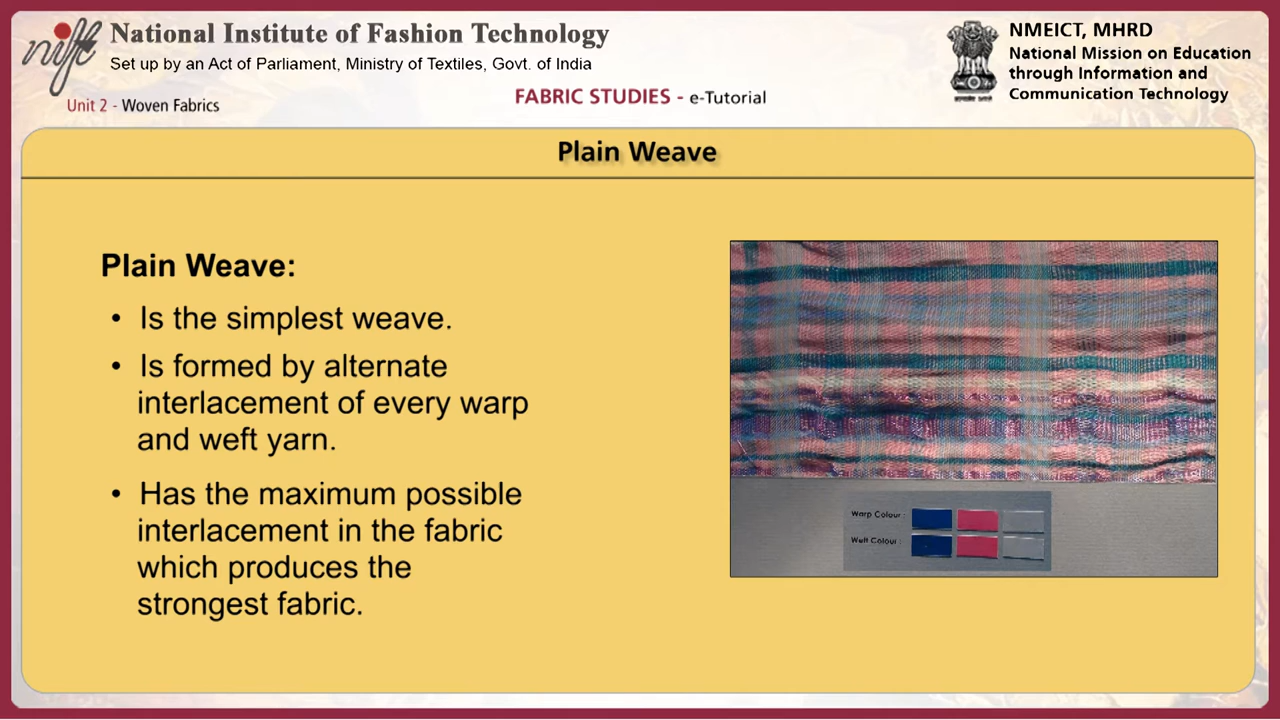 nift
National Institute of Fashion Technology
Set up by an Act of Parliament, Ministry of Textiles, Govt. of India
Unit 2 - Woven Fabrics
FABRIC STUDIES - e-Tutorial
NMEICT, MHRD
National Mission on Education
through Information and
Communication Technology
Plain Weave
Plain Weave:
• Is the simplest weave.
• Is formed by alternate
interlacement of every warp
and weft yarn.
• Has the maximum possible
interlacement in the fabric
which produces the
strongest fabric.
Warp Colour :
Weft Colour :